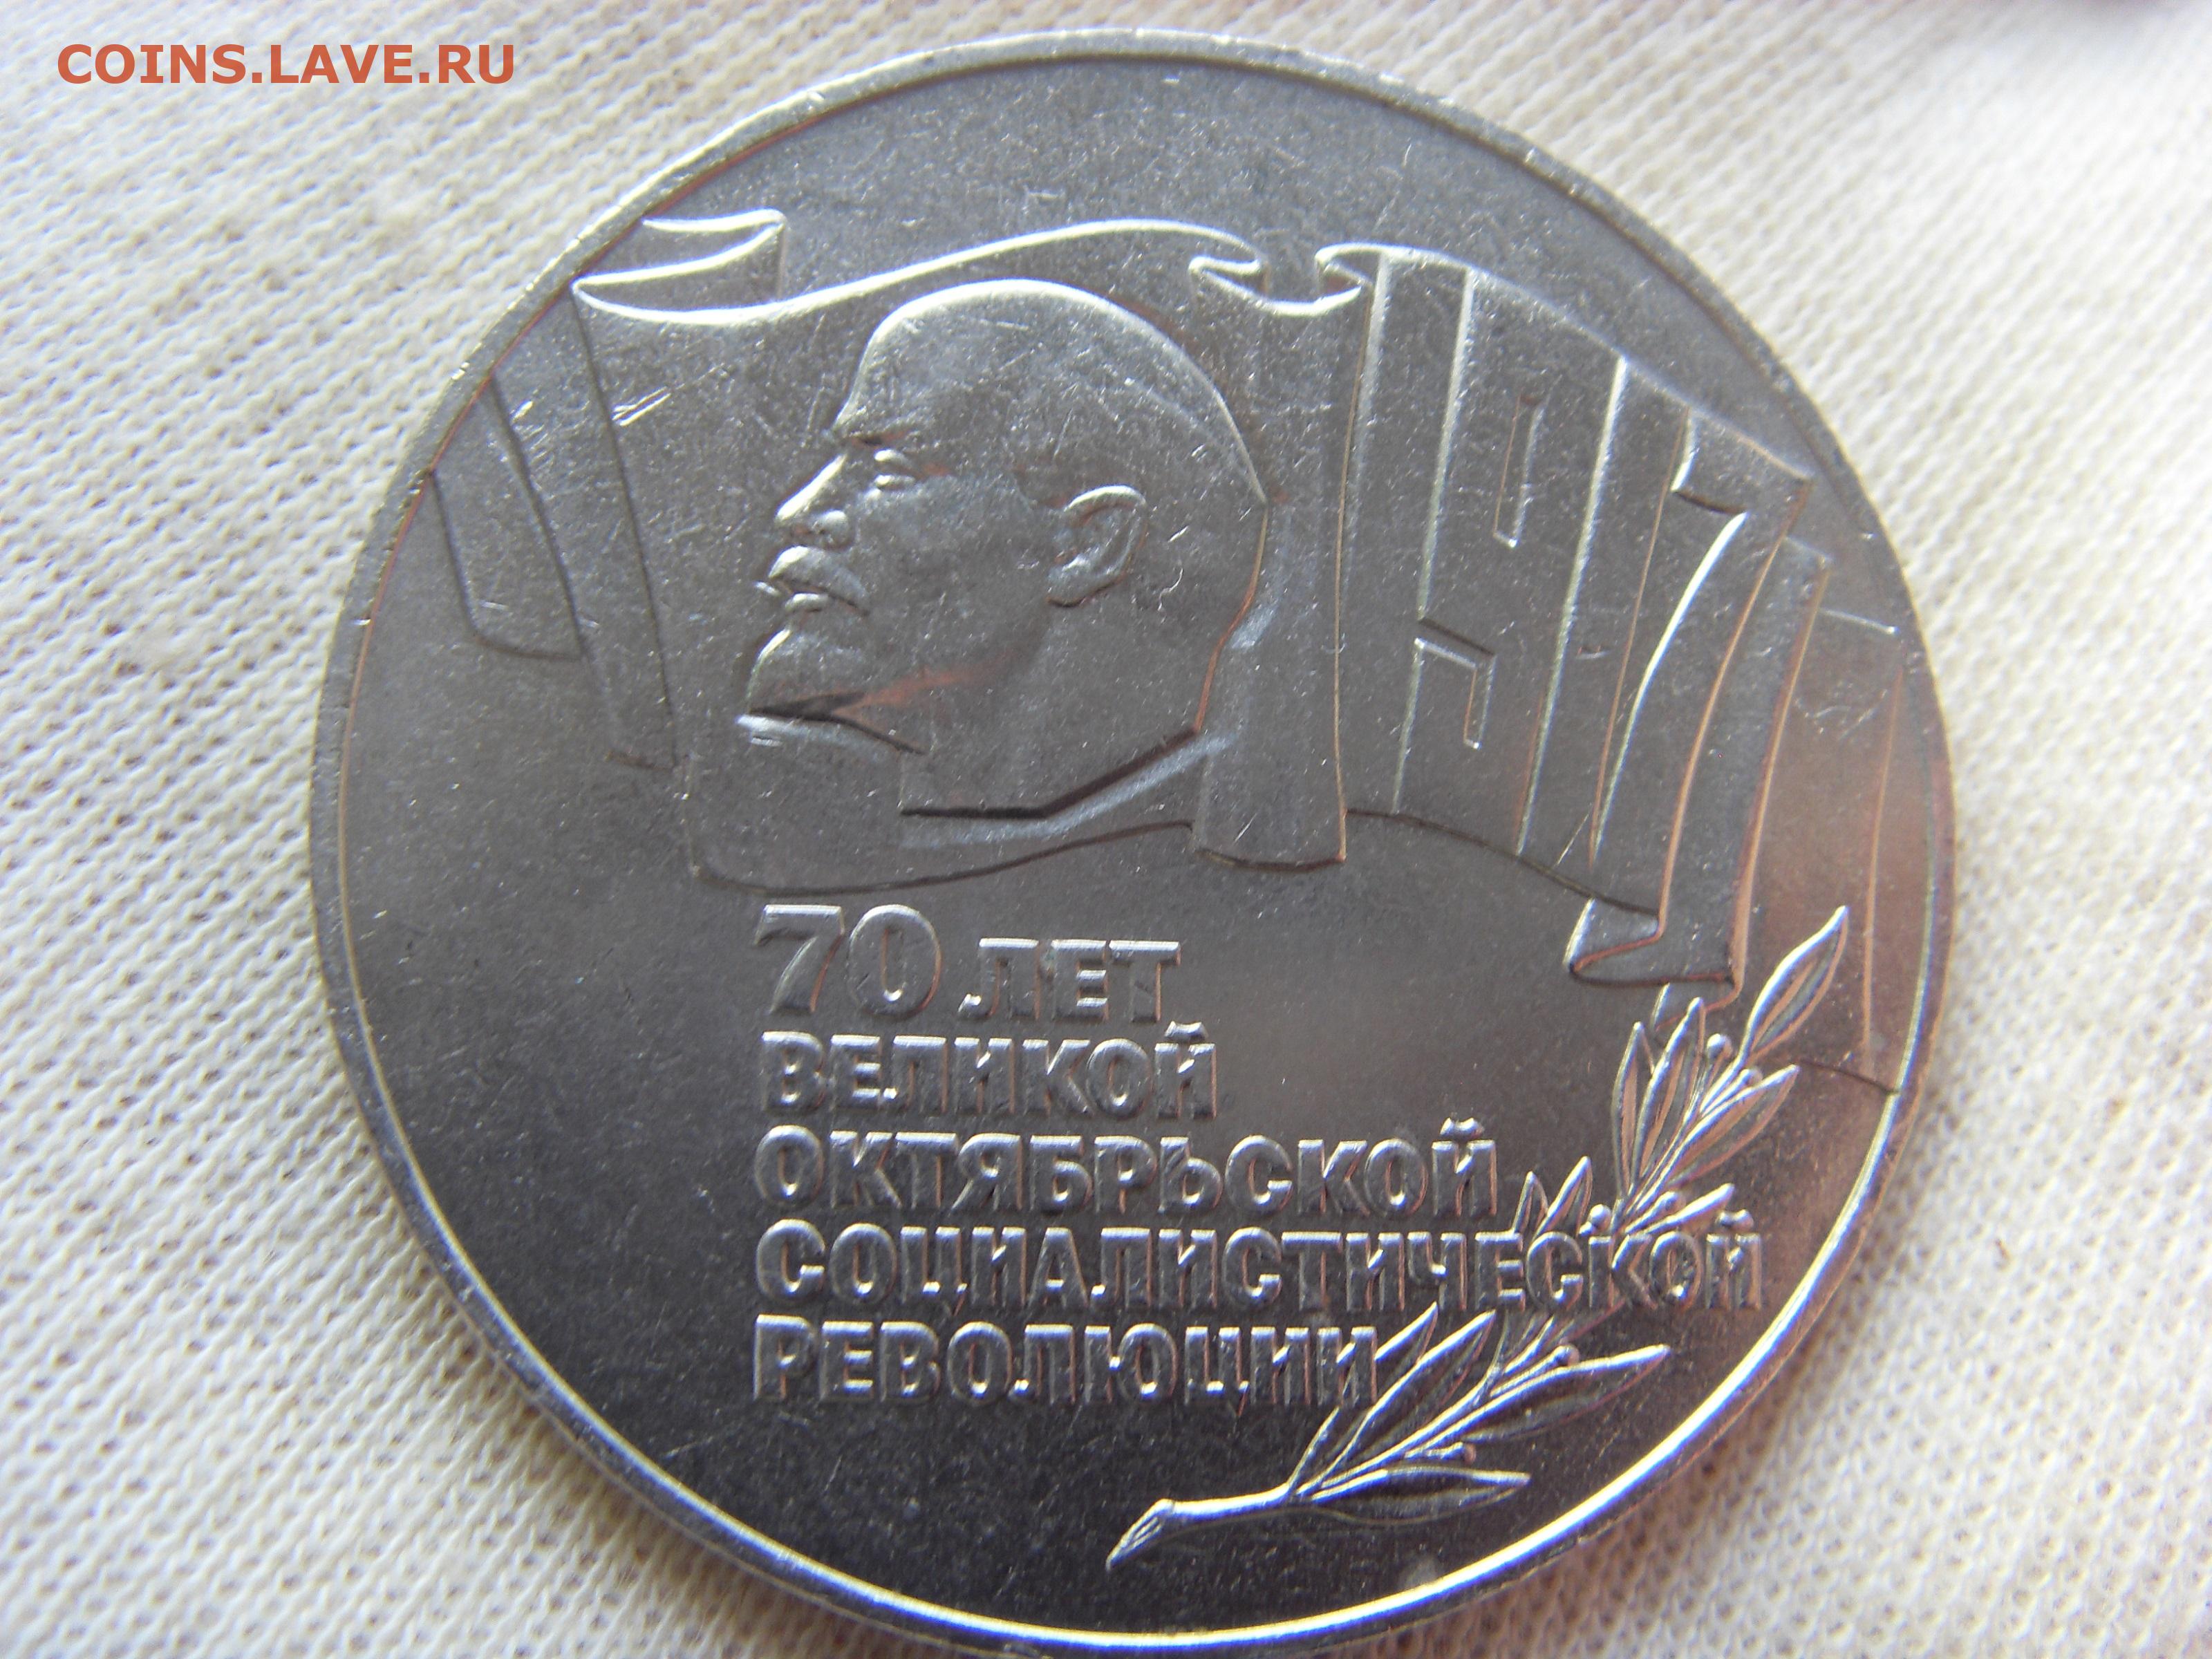 COINS.LAVE.RU
1917
70 ЛЕТ
ВЕЛИКОЙ
ОКТЯБРЬСКОЙ
СОЦИАЛИСТИЧЕСКОЙ
РЕВОЛЮЦИИ